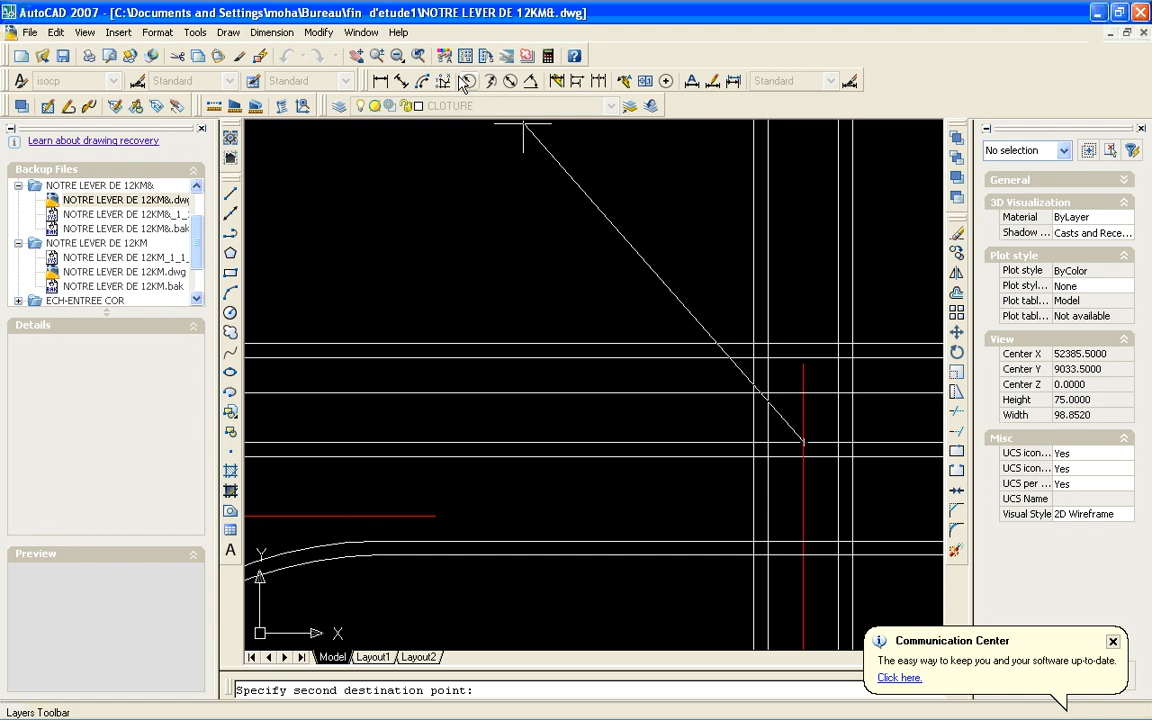 AutoCAD 2007 - [C:\Documents and Settings\moha\Bureau\fin  d'etude1\NOTRE LEVER DE 12KM&.dwg]
File Edit View Insert Format Tools Draw Dimension Modify Window Help
isocp Standard Standard Standard
CLOTURE
Learn about drawing recovery
Backup Files
NOTRE LEVER DE 12KM&
NOTRE LEVER DE 12KM&.dwg
NOTRE LEVER DE 12KM&_1_
NOTRE LEVER DE 12KM&.bak
NOTRE LEVER DE 12KM
NOTRE LEVER DE 12KM_1_1_
NOTRE LEVER DE 12KM.dwg
NOTRE LEVER DE 12KM.bak
ECH-ENTREE COR
Details
Preview
Y
X
Model Layout1 Layout2
No selection
General
3D Visualization
Material ByLayer
Shadow ... Casts and Rece...
Plot style
Plot style ByColor
Plot styl... None
Plot tabl... Model
Plot tabl... Not available
View
Center X 52385.5000
Center Y 9033.5000
Center Z 0.0000
Height 75.0000
Width 98.8520
Misc
UCS icon... Yes
UCS icon... Yes
UCS per ... Yes
UCS Name
Visual Style 2D Wireframe
Communication Center
The easy way to keep you and your software up-to-date.
Click here.
Specify second destination point:
Layers Toolbar